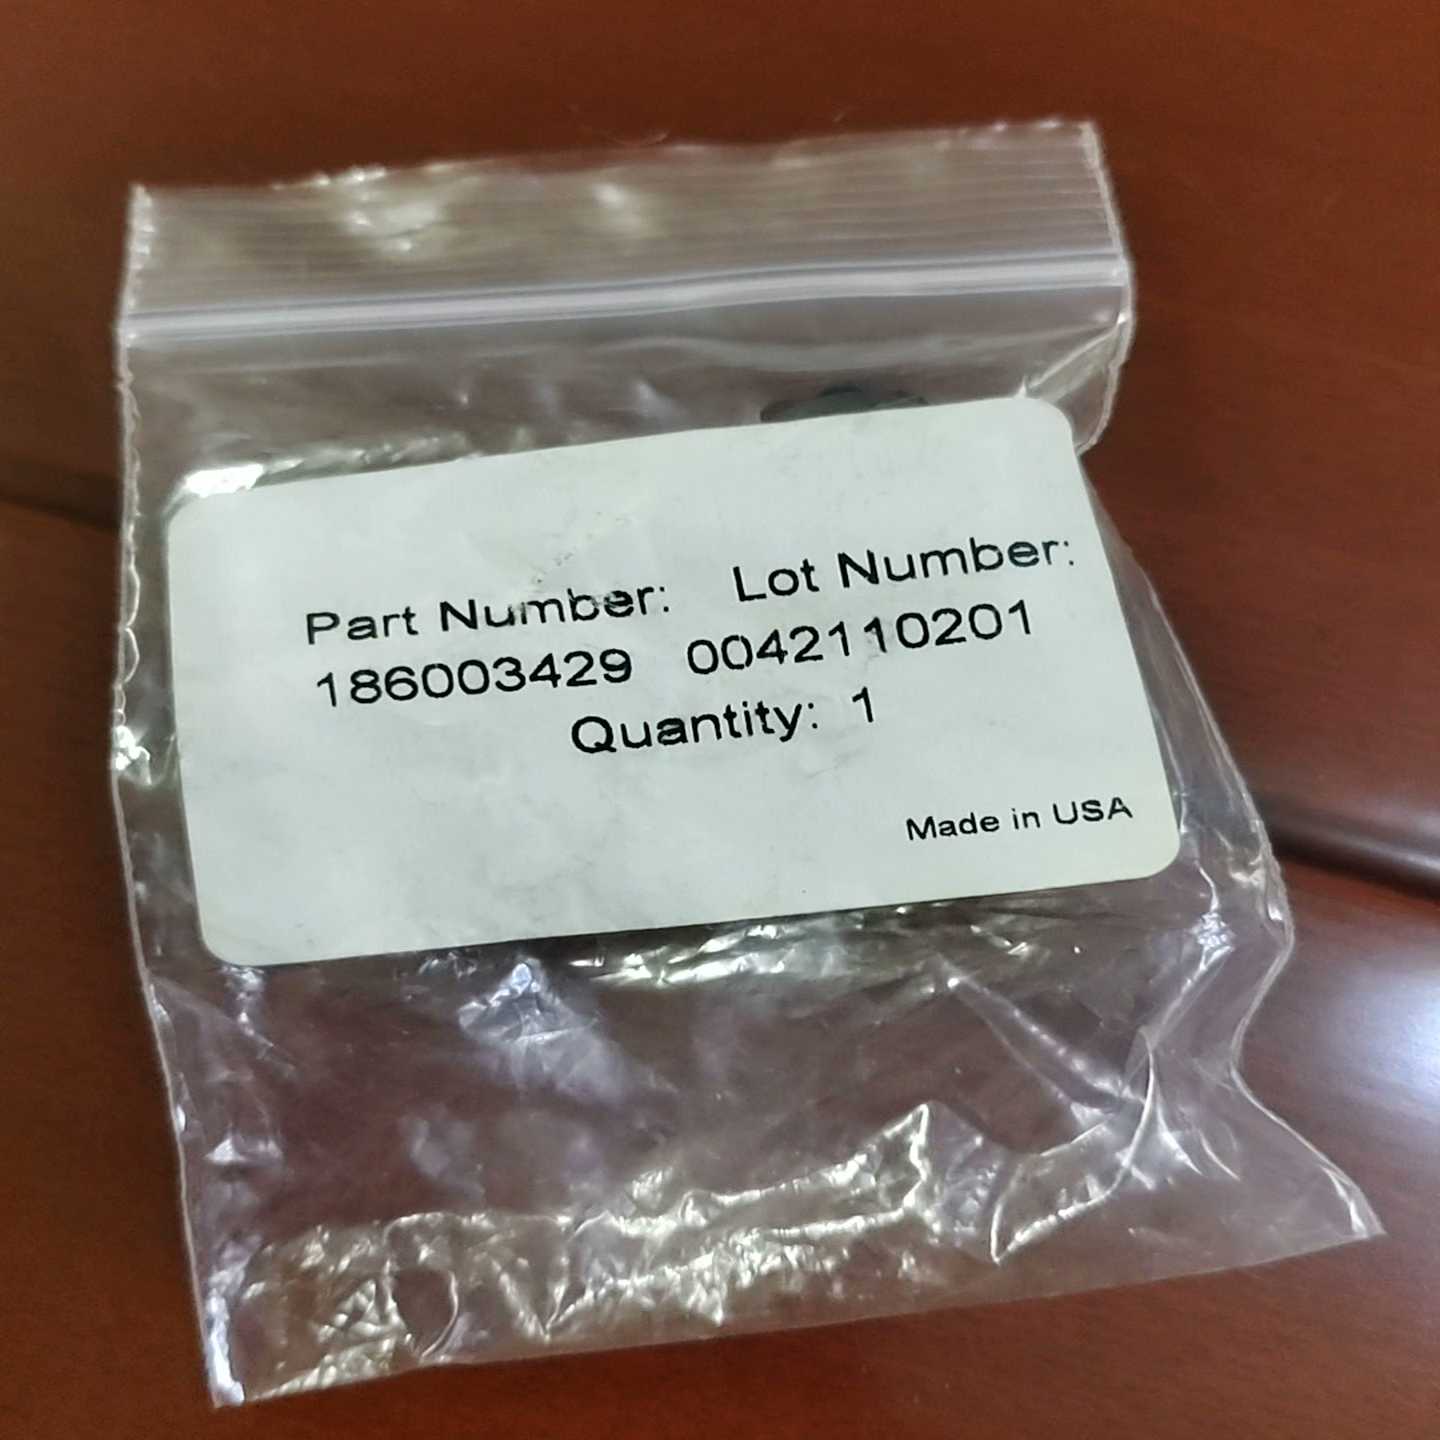 Part Number: Lot Number:
186003429 0042110201
Quantity: 1
Made in USA